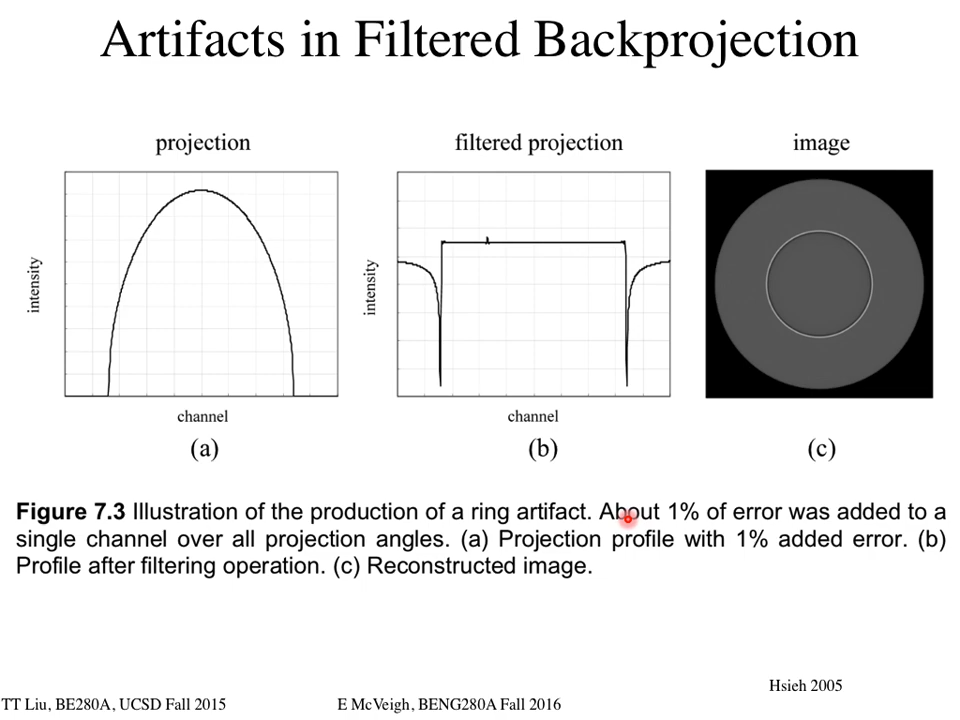 Artifacts in Filtered Backprojection
projection
filtered projection
image
intensity
intensity
channel
channel
(a)
(b)
(c)
Figure 7.3 Illustration of the production of a ring artifact. About 1% of error was added to a
single channel over all projection angles. (a) Projection profile with 1% added error. (b)
Profile after filtering operation. (c) Reconstructed image.
Hsieh 2005
TT Liu, BE280A, UCSD Fall 2015
E McVeigh, BENG280A Fall 2016